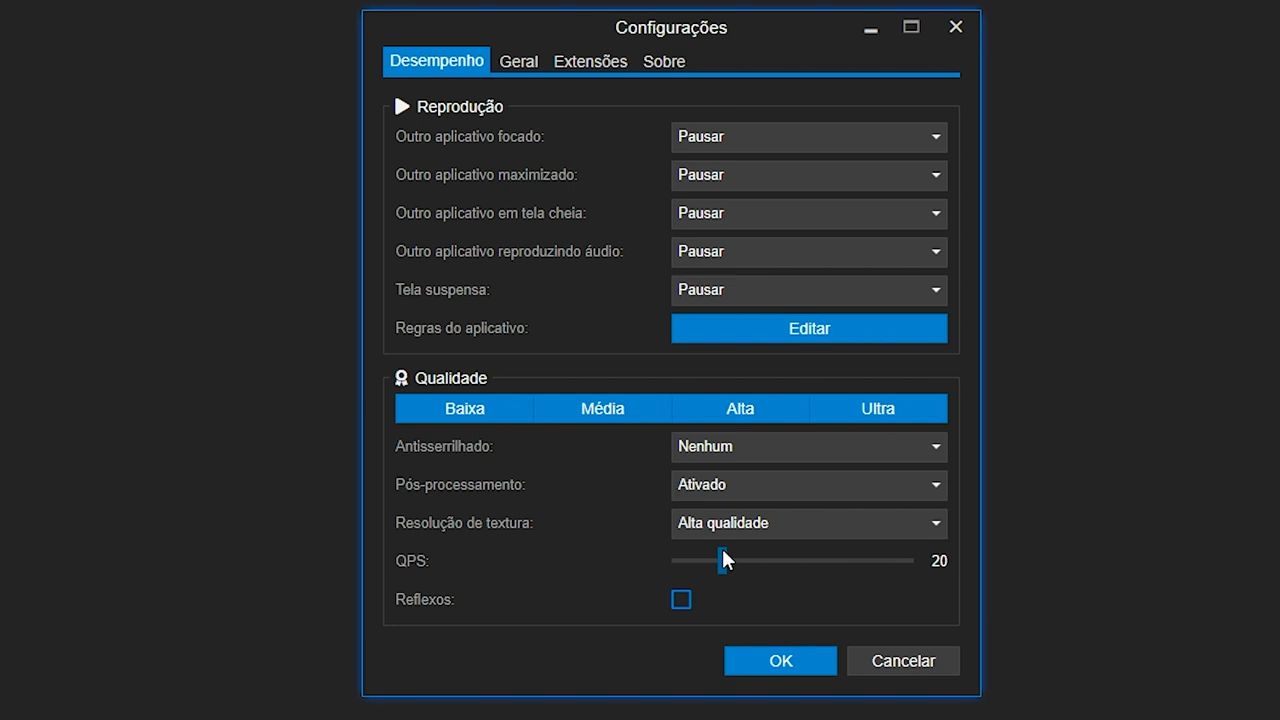 Configurações
Desempenho Geral Extensões Sobre
Reprodução
Outro aplicativo focado: Pausar
Outro aplicativo maximizado: Pausar
Outro aplicativo em tela cheia: Pausar
Outro aplicativo reproduzindo áudio: Pausar
Tela suspensa: Pausar
Regras do aplicativo: Editar
Qualidade
Baixa Média Alta Ultra
Antisserrilhado: Nenhum
Pós-processamento: Ativado
Resolução de textura: Alta qualidade
QPS: 20
Reflexos:
OK Cancelar